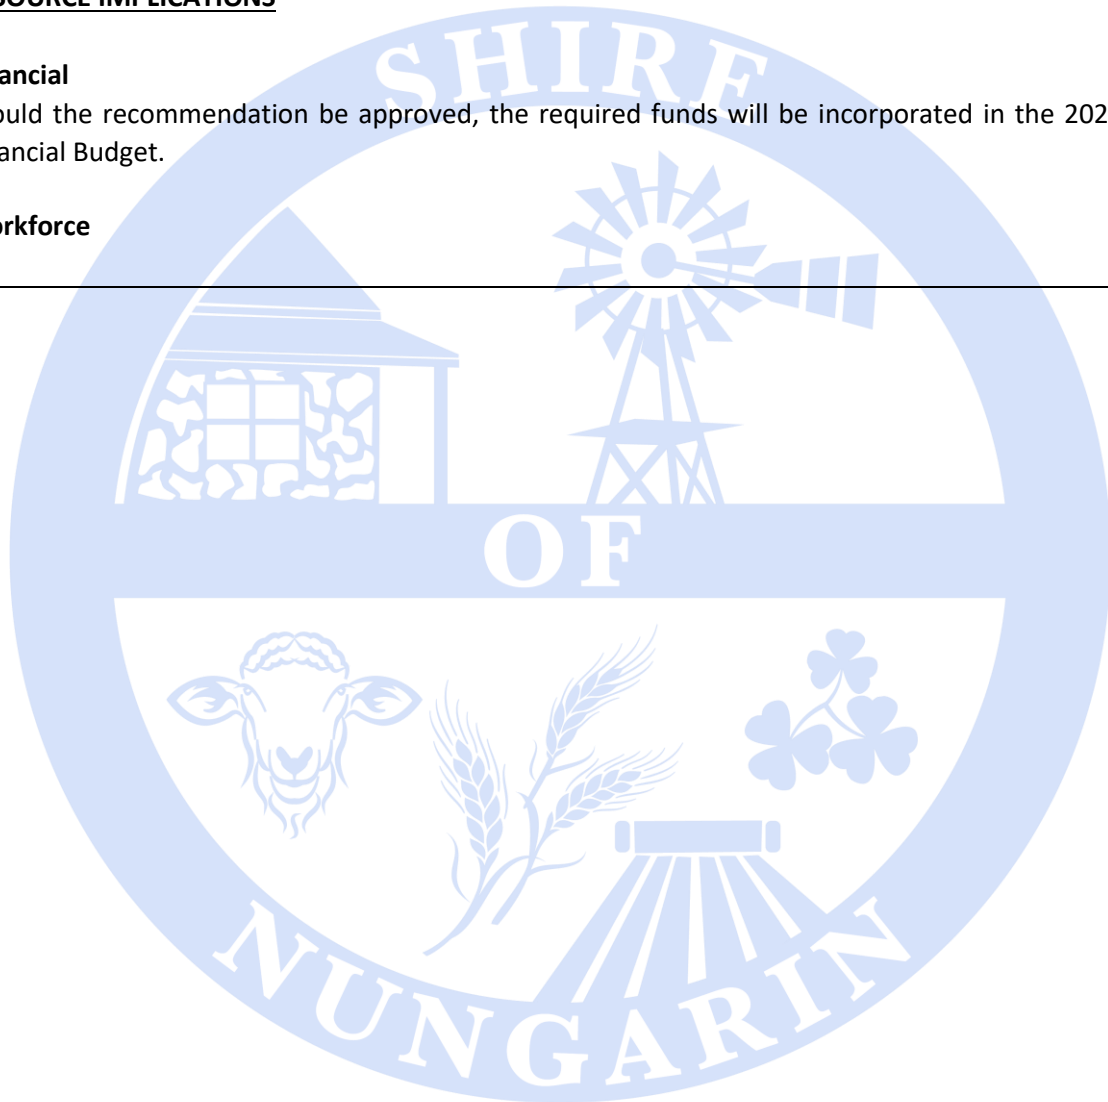 SOURCE IMPLICATIONS
ancial
ould the recommendation be approved, the required funds will be incorporated in the 202
ancial Budget.
orkforce
SHIRE
OF
NUNGARIN